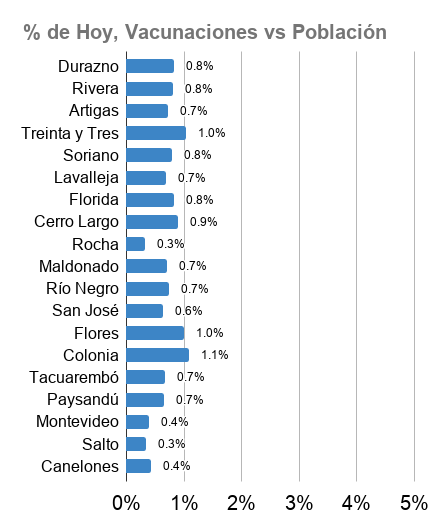 % de Hoy, Vacunaciones vs Población
Durazno 0.8%
Rivera 0.8%
Artigas 0.7%
Treinta y Tres 1.0%
Soriano 0.8%
Lavalleja 0.7%
Florida 0.8%
Cerro Largo 0.9%
Rocha 0.3%
Maldonado 0.7%
Río Negro 0.7%
San José 0.6%
Flores 1.0%
Colonia 1.1%
Tacuarembó 0.7%
Paysandú 0.7%
Montevideo 0.4%
Salto 0.3%
Canelones 0.4%
0% 1% 2% 3% 4% 5%